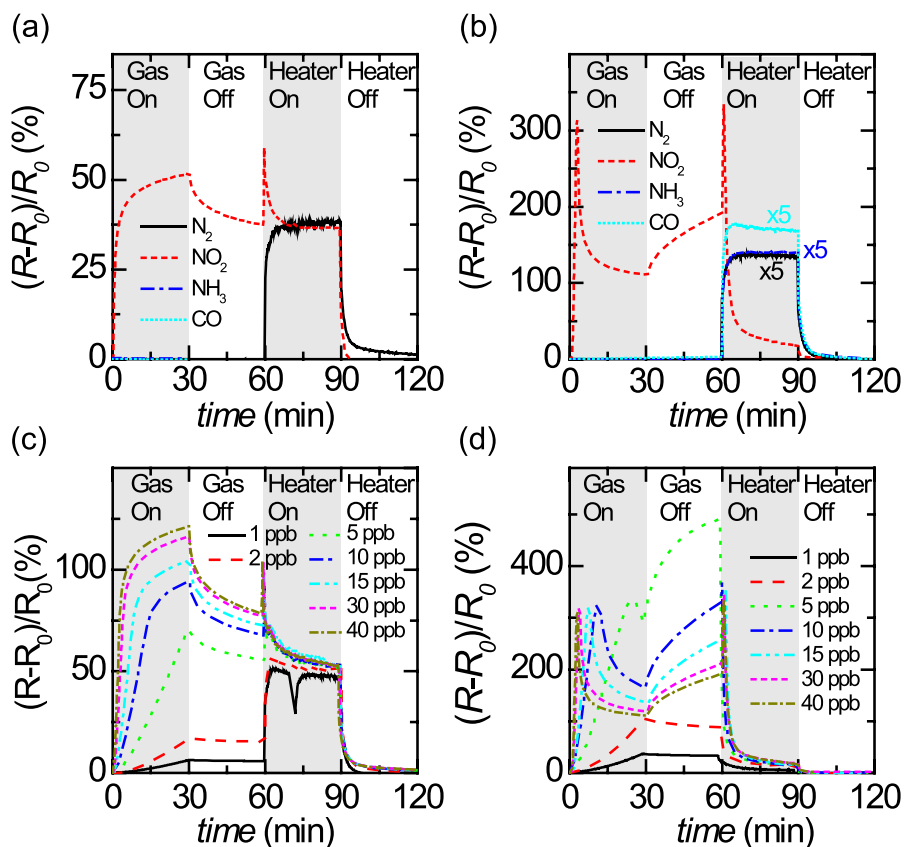 (a)
(R-R0)/R0 (%)
75
50
25
0
Gas On
Gas Off
Heater On
Heater Off
N2
NO2
NH3
CO
0 30 60 90 120
time (min)
(b)
(R-R0)/R0 (%)
350
300
250
200
150
100
50
0
Gas On
Gas Off
Heater On
Heater Off
N2
NO2
NH3
CO
x5
x5
x5
0 30 60 90 120
time (min)
(c)
(R-R0)/R0 (%)
100
50
0
Gas On
Gas Off
Heater On
Heater Off
1 ppb
2 ppb
5 ppb
10 ppb
15 ppb
30 ppb
40 ppb
0 30 60 90 120
time (min)
(d)
(R-R0)/R0 (%)
400
200
0
Gas On
Gas Off
Heater On
Heater Off
1 ppb
2 ppb
5 ppb
10 ppb
15 ppb
30 ppb
40 ppb
0 30 60 90 120
time (min)